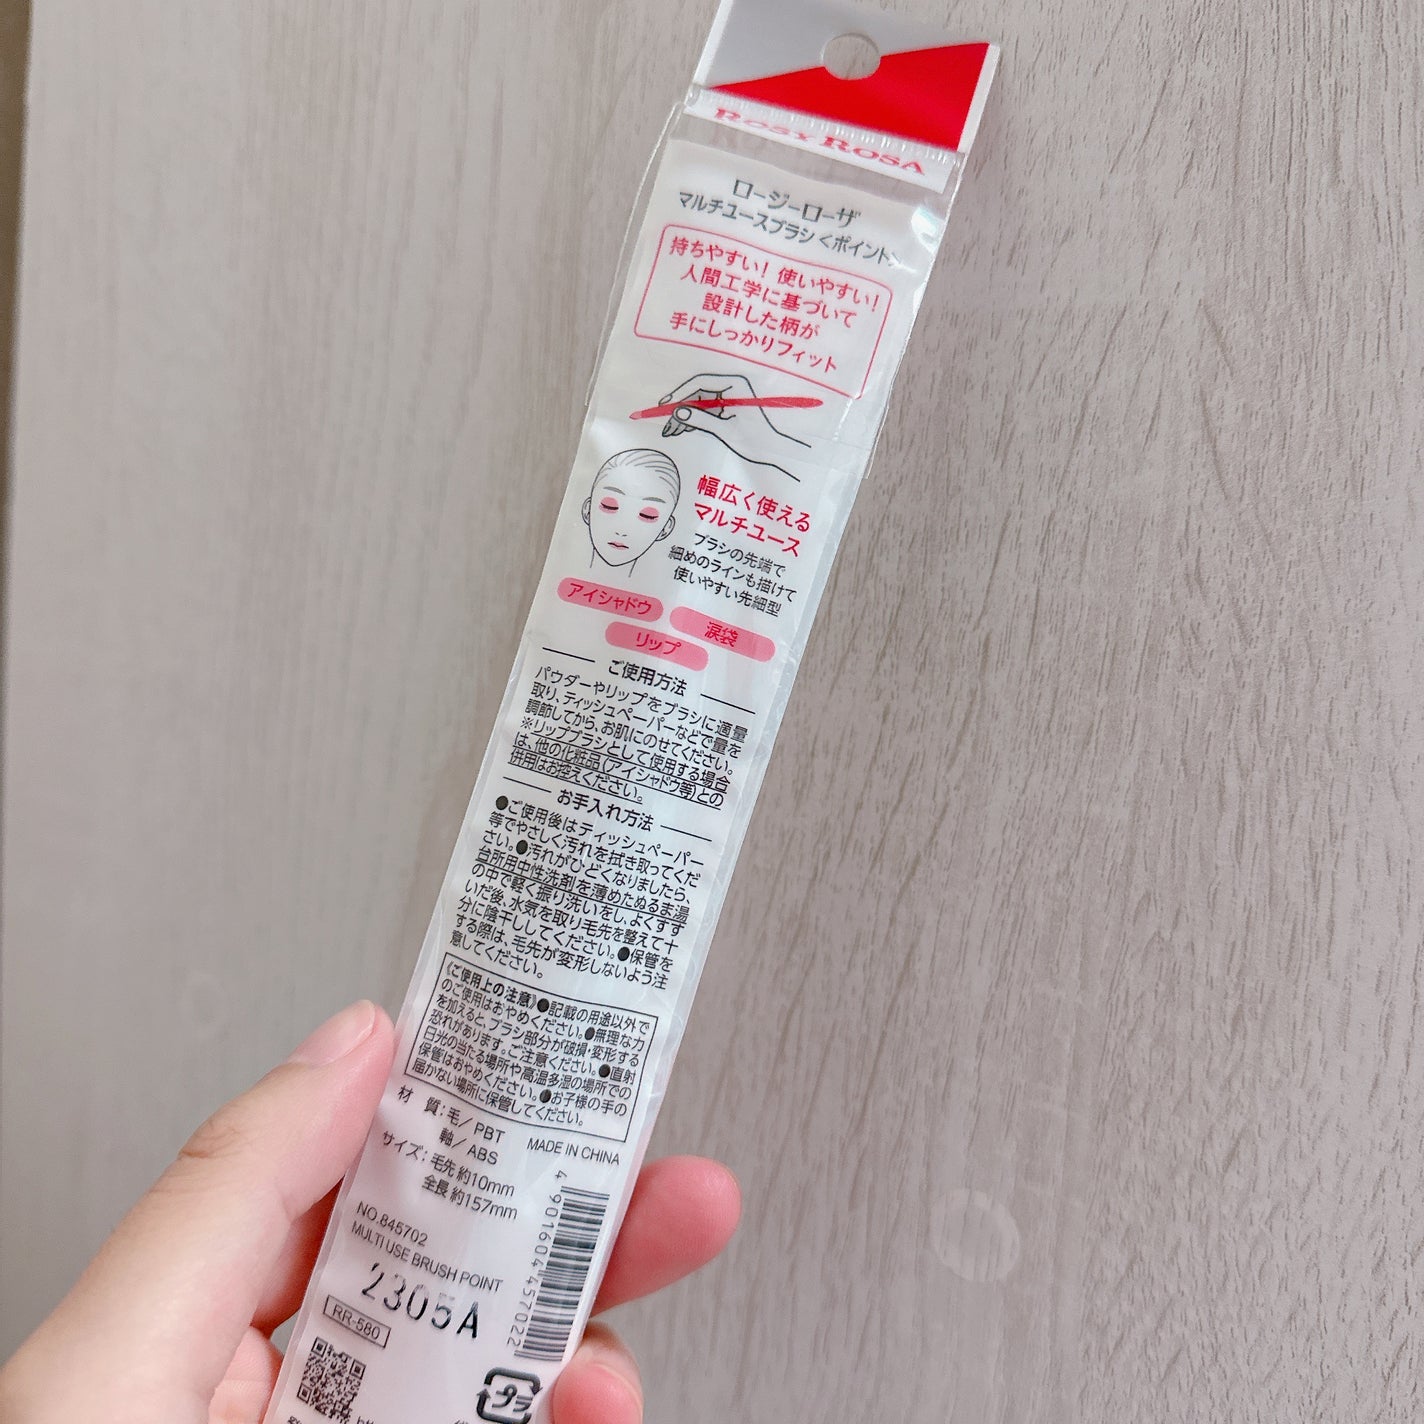 ROSY ROSA
ロージーローザ
マルチユースブラシ＜ポイント＞
持ちやすい！使いやすい！
人間工学に基づいて
設計した柄が
手にしっかりフィット
幅広く使える
マルチユース
ブラシの先端で
細めのラインも描けて
使いやすい先細型
アイシャドウ
涙袋
リップ
ご使用方法
パウダーやリップをブラシに適量
取り、ティッシュペーパーなどで量を
調節してから、お肌にのせてください。
※リップブラシとして使用する場合
は、他の化粧品（アイシャドウ等）との
併用はお控えください。
お手入れ方法
●ご使用後はティッシュペーパー
等でやさしく汚れを拭き取ってくだ
さい。●汚れがひどくなりましたら、
台所用中性洗剤を薄めたぬるま湯
の中で軽く振り洗いをし、よくすす
いだ後、水気を取り毛先を整えて十
分に陰干ししてください。●保管を
する際は、毛先が変形しないよう注
意してください。
《ご使用上の注意》●記載の用途以外で
のご使用はおやめください。●無理な力
を加えると、ブラシ部分が破損・変形する
恐れがあります。ご注意ください。●直射
日光の当たる場所や高温多湿の場所での
保管はおやめください。●お子様の手の
届かない場所に保管してください。
材 質：毛／PBT
軸／ABS
MADE IN CHINA
サイズ：毛先 約10mm
全長 約157mm
NO.845702
MULTI USE BRUSH POINT
2305A
RR-580
4 901604 457022
プラ